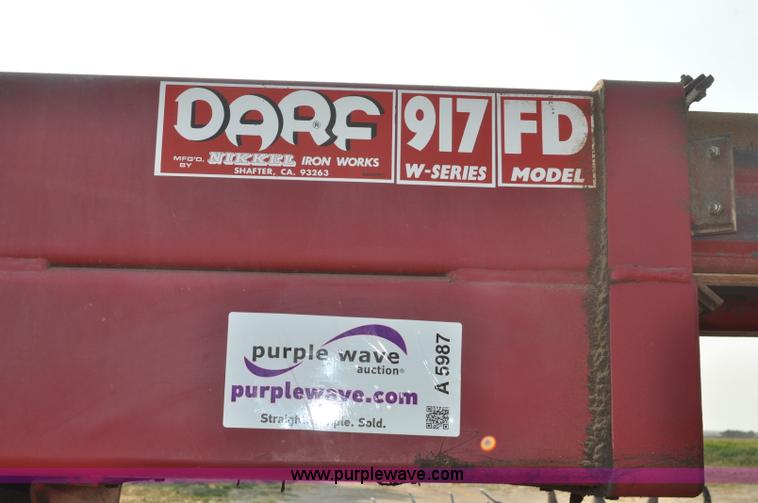 DARF®
MFG'D. BY NIKKEL IRON WORKS
SHAFTER, CA. 93263
917
W-SERIES
FD
MODEL
purple wave
auction®
purplewave.com
Sold.
A 5987
www.purplewave.com